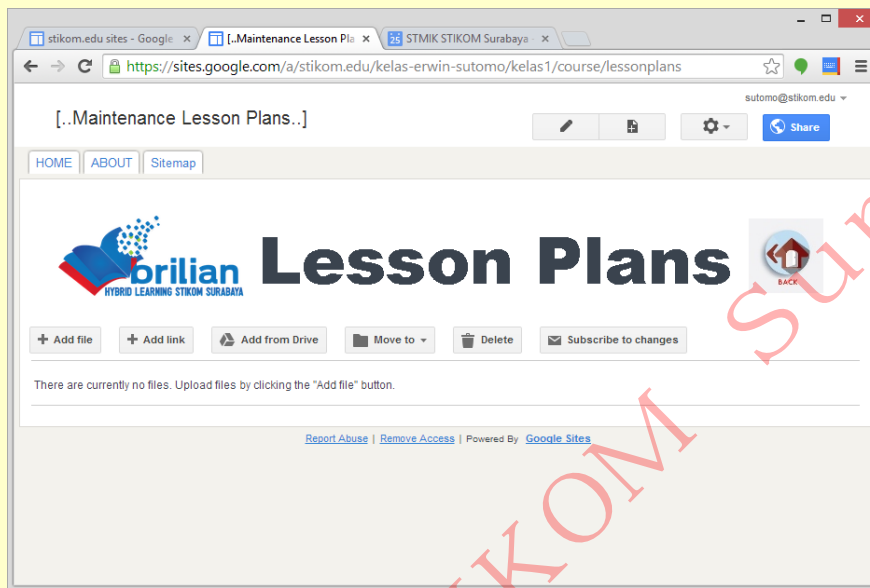 stikom.edu sites - Google
[..Maintenance Lesson Pla
25 STMIK STIKOM Surabaya
https://sites.google.com/a/stikom.edu/kelas-erwin-sutomo/kelas1/course/lessonplans
sutomo@stikom.edu
[..Maintenance Lesson Plans..]
Share
HOME ABOUT Sitemap
brilian
HYBRID LEARNING STIKOM SURABAYA
Lesson Plans
BACK
+ Add file + Add link Add from Drive Move to Delete Subscribe to changes
There are currently no files. Upload files by clicking the "Add file" button.
Report Abuse | Remove Access | Powered By Google Sites